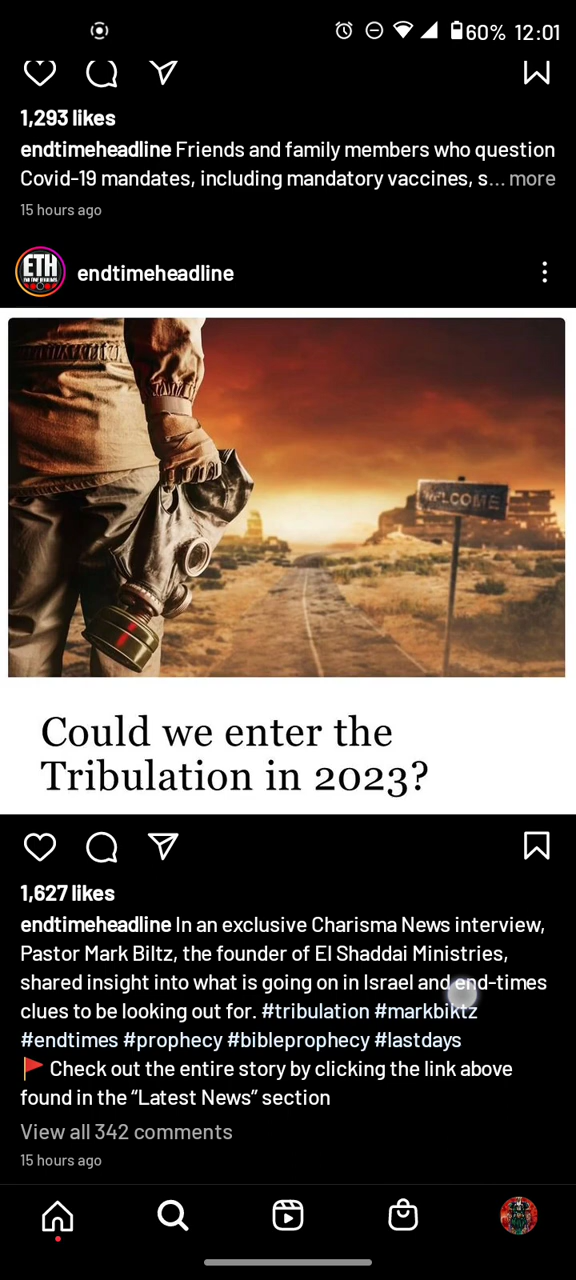 60% 12:01
1,293 likes
endtimeheadline Friends and family members who question
Covid-19 mandates, including mandatory vaccines, s... more
15 hours ago
ETH
endtimeheadline
WELCOME
Could we enter the
Tribulation in 2023?
1,627 likes
endtimeheadline In an exclusive Charisma News interview,
Pastor Mark Biltz, the founder of El Shaddai Ministries,
shared insight into what is going on in Israel and end-times
clues to be looking out for. #tribulation #markbiktz
#endtimes #prophecy #bibleprophecy #lastdays
🚩 Check out the entire story by clicking the link above
found in the “Latest News” section
View all 342 comments
15 hours ago